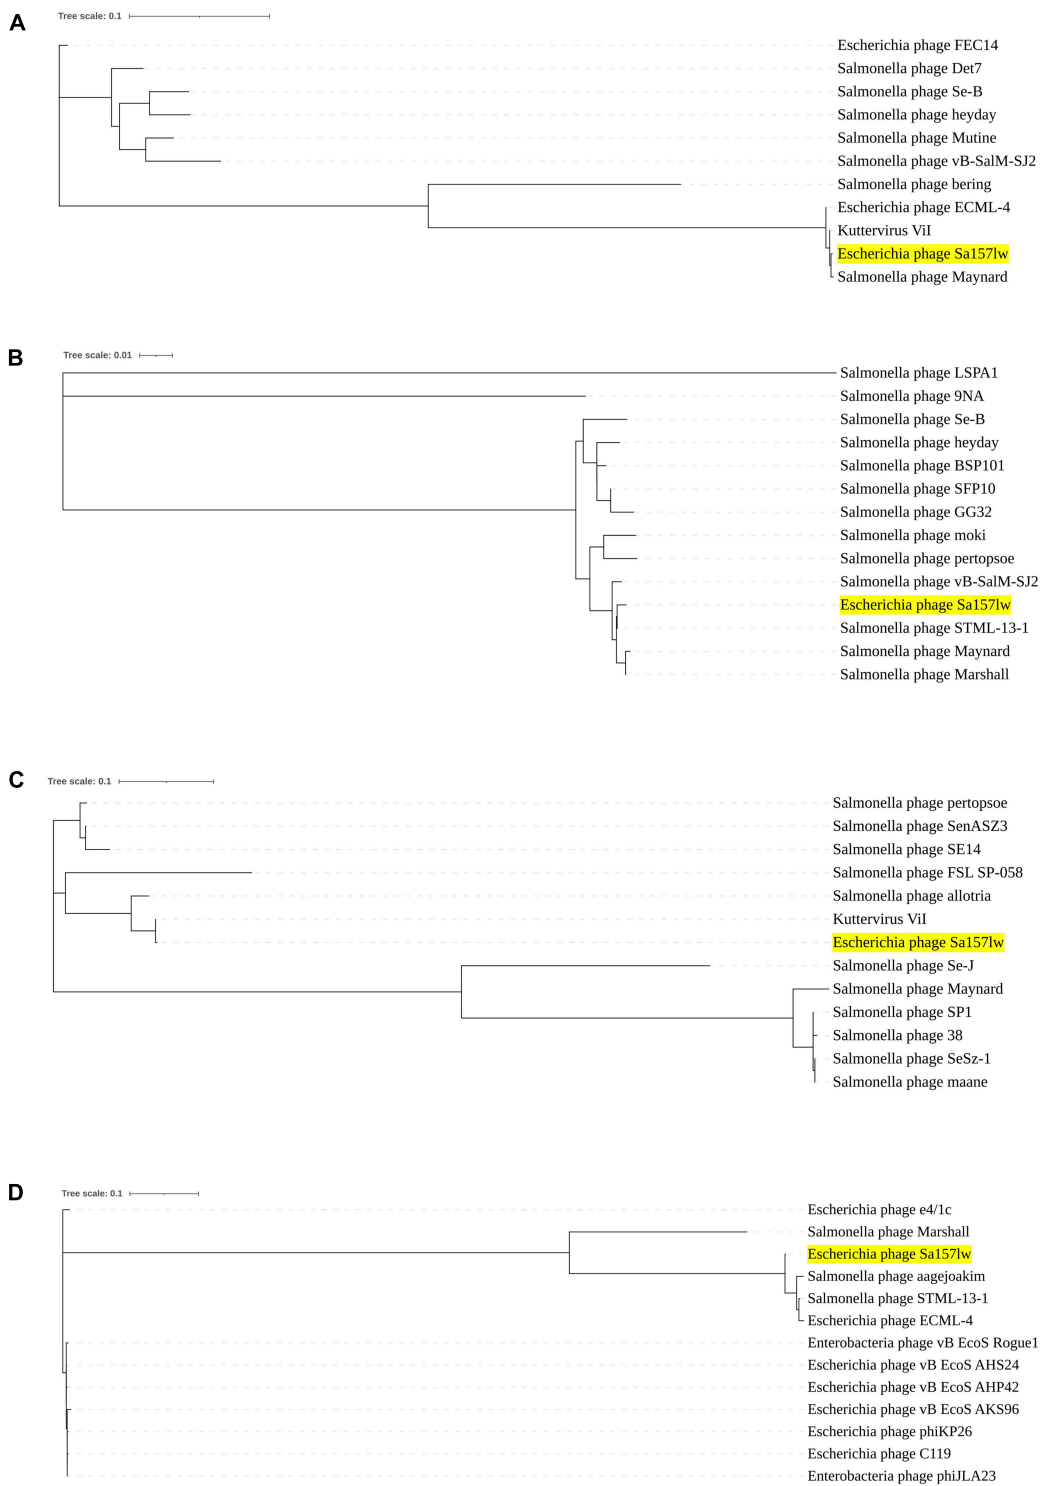 A
Tree scale: 0.1
Escherichia phage FEC14
Salmonella phage Det7
Salmonella phage Se-B
Salmonella phage heyday
Salmonella phage Mutine
Salmonella phage vB-SalM-SJ2
Salmonella phage bering
Escherichia phage ECML-4
Kuttervirus ViI
Escherichia phage Sa157lw
Salmonella phage Maynard
B
Tree scale: 0.01
Salmonella phage LSPA1
Salmonella phage 9NA
Salmonella phage Se-B
Salmonella phage heyday
Salmonella phage BSP101
Salmonella phage SFP10
Salmonella phage GG32
Salmonella phage moki
Salmonella phage pertopsoe
Salmonella phage vB-SalM-SJ2
Escherichia phage Sa157lw
Salmonella phage STML-13-1
Salmonella phage Maynard
Salmonella phage Marshall
C
Tree scale: 0.1
Salmonella phage pertopsoe
Salmonella phage SenASZ3
Salmonella phage SE14
Salmonella phage FSL SP-058
Salmonella phage allotria
Kuttervirus ViI
Escherichia phage Sa157lw
Salmonella phage Se-J
Salmonella phage Maynard
Salmonella phage SP1
Salmonella phage 38
Salmonella phage SeSz-1
Salmonella phage maane
D
Tree scale: 0.1
Escherichia phage e4/1c
Salmonella phage Marshall
Escherichia phage Sa157lw
Salmonella phage aagejoakim
Salmonella phage STML-13-1
Escherichia phage ECML-4
Enterobacteria phage vB EcoS Rogue1
Escherichia phage vB EcoS AHS24
Escherichia phage vB EcoS AHP42
Escherichia phage vB EcoS AKS96
Escherichia phage phiKP26
Escherichia phage C119
Enterobacteria phage phiJLA23